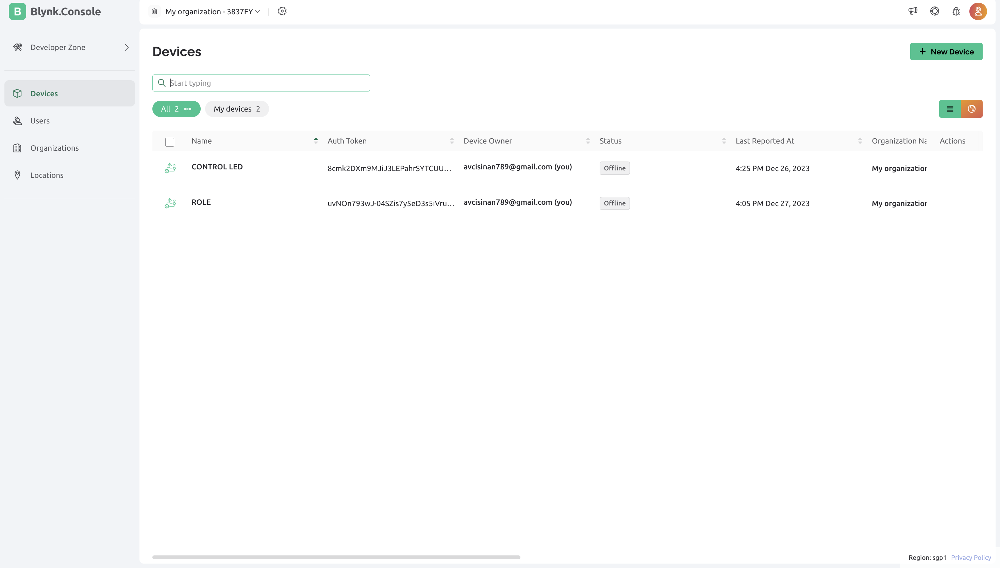 B Blynk.Console
My organization - 3837FY
Developer Zone
Devices
Users
Organizations
Locations
Devices
New Device
Start typing
All 2
My devices 2
Name Auth Token Device Owner Status Last Reported At Organization Na Actions
CONTROL LED 8cmk2DXm9MJiJ3LEPahrSYTCUU... avcisinan789@gmail.com (you) Offline 4:25 PM Dec 26, 2023 My organization
ROLE uvNOn793wJ-04SZis7y5eD3s5iVru... avcisinan789@gmail.com (you) Offline 4:05 PM Dec 27, 2023 My organization
Region: sgp1 Privacy Policy